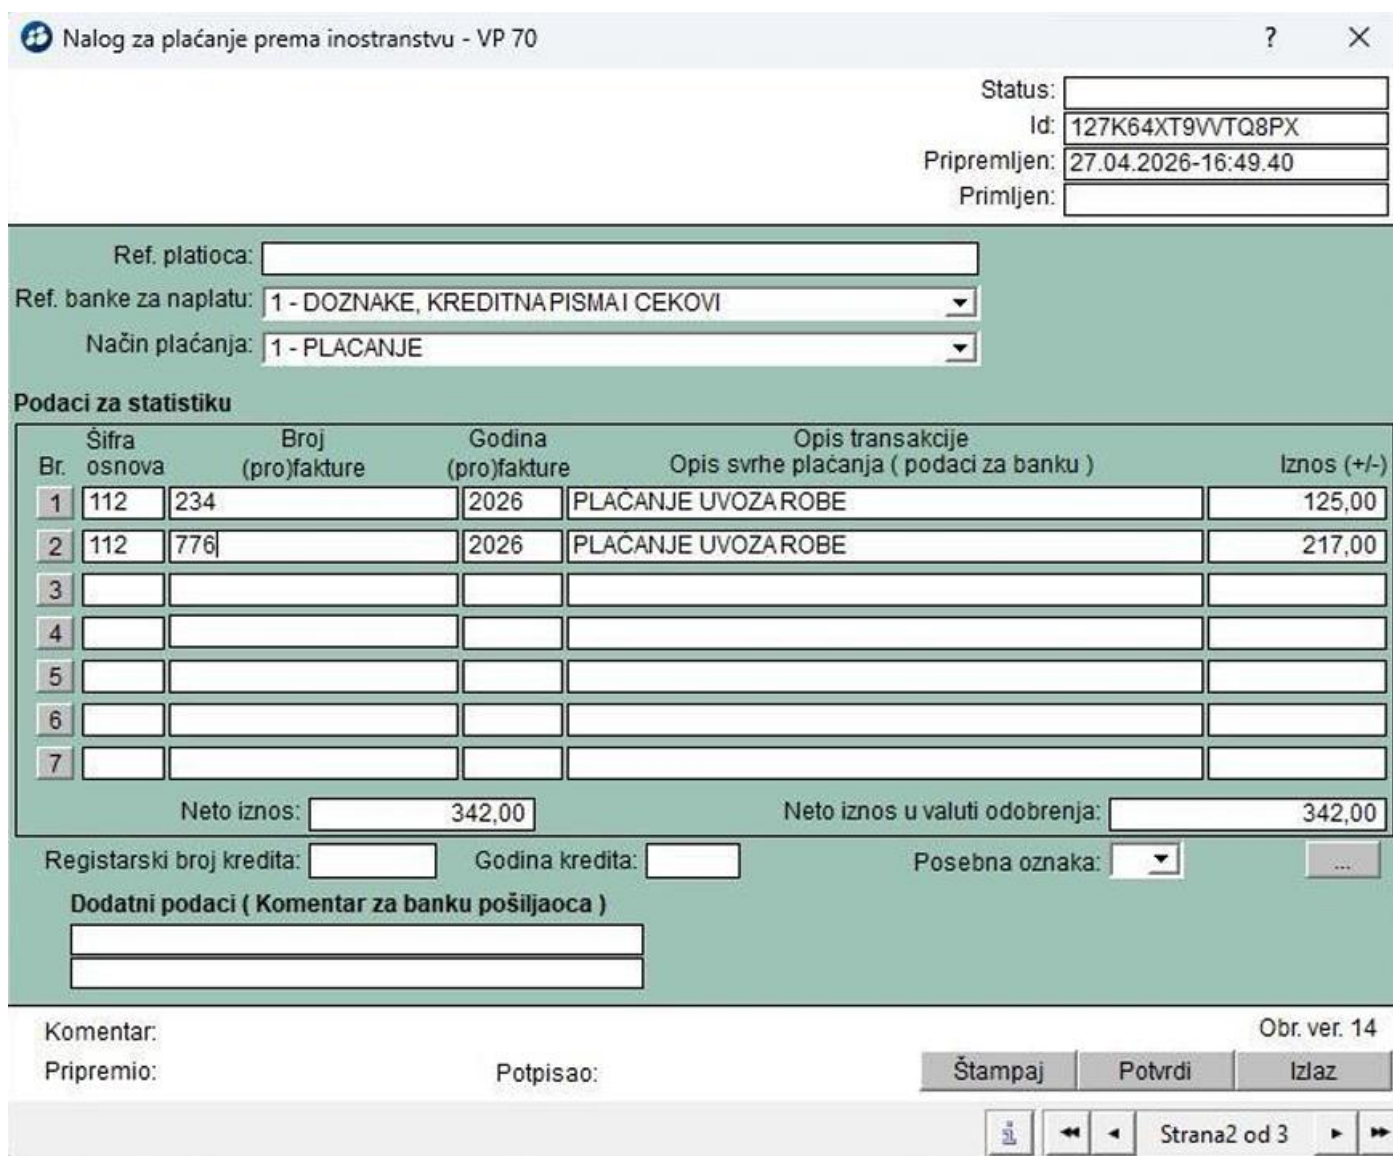 Nalog za plaćanje prema inostranstvu - VP 70 ?
Status:
Id: 127K64XT9VVTQ8PX
Pripremljen: 27.04.2026-16:49.40
Primljen:
Ref. platioca:
Ref. banke za naplatu: 1 - DOZNAKE, KREDITNA PISMA I CEKOVI
Način plaćanja: 1 - PLACANJE
Podaci za statistiku
Šifra Broj Godina Opis transakcije
Br. osnova (pro)fakture (pro)fakture Opis svrhe plaćanja ( podaci za banku ) Iznos (+/-)
1 112 234 2026 PLAĆANJE UVOZA ROBE 125,00
2 112 776 2026 PLAĆANJE UVOZA ROBE 217,00
3
4
5
6
7
Neto iznos: 342,00 Neto iznos u valuti odobrenja: 342,00
Registarski broj kredita: Godina kredita: Posebna oznaka: ...
Dodatni podaci ( Komentar za banku pošiljaoca )
Komentar: Obr. ver. 14
Pripremio: Potpisao: Štampaj Potvrdi Izlaz
Strana2 od 3